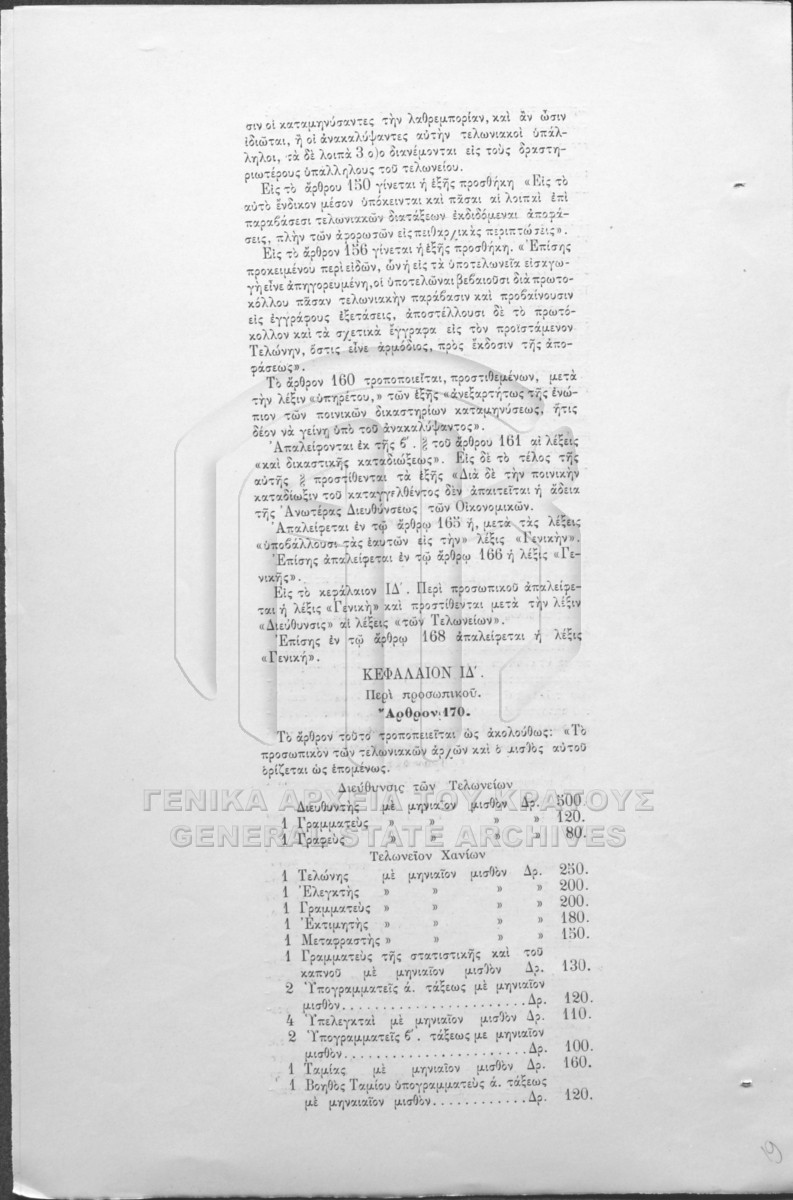 σιν οἱ καταμηνύσαντες τὴν λαθρεμπορίαν, καὶ ἂν ὦσιν
ἰδιῶται, ἢ οἱ ἀνακαλύψαντες αὐτὴν τελωνιακοὶ ὑπάλ-
ληλοι, τὰ δὲ λοιπὰ 3 ο)ο διανέμονται εἰς τοὺς δραστη-
ριωτέρους ὑπαλλήλους τοῦ τελωνείου.
Εἰς τὸ ἄρθρου 150 γίνεται ἡ ἑξῆς προσθήκη «Εἰς τὸ
αὐτὸ ἔνδικον μέσον ὑπόκεινται καὶ πᾶσαι αἱ λοιπαὶ ἐπὶ
παραβάσεσι τελωνιακῶν διατάξεων ἐκδιδόμεναι ἀποφά-
σεις, πλὴν τῶν ἀφορωσῶν εἰς πειθαρχικὰς περιπτώσεις».
Εἰς τὸ ἄρθρον 156 γίνεται ἡ ἑξῆς προσθήκη. «Ἐπίσης
προκειμένου περὶ εἰδῶν, ὧν ἡ εἰς τὰ ὑποτελωνεῖα εἰσαγω-
γὴ εἶνε ἀπηγορευμένη, οἱ ὑποτελῶναι βεβαιοῦσι διὰ πρωτο-
κόλλου πᾶσαν τελωνιακὴν παράβασιν καὶ προβαίνουσιν
εἰς ἐγγράφους ἐξετάσεις, ἀποστέλλουσι δὲ τὸ πρωτό-
κολλον καὶ τὰ σχετικὰ ἔγγραφα εἰς τὸν προϊστάμενον
Τελώνην, ὅστις εἶνε ἁρμόδιος, πρὸς ἔκδοσιν τῆς ἀπο-
φάσεως».
Τὸ ἄρθρον 160 τροποποιεῖται, προστιθεμένων, μετὰ
τὴν λέξιν «ὑπηρέτου,» τῶν ἑξῆς «ἀνεξαρτήτως τῆς ἐνώ-
πιον τῶν ποινικῶν δικαστηρίων καταμηνύσεως, ἥτις
δέον νὰ γείνῃ ὑπὸ τοῦ ἀνακαλύψαντος».
Ἀπαλείφονται ἐκ τῆς β΄. § τοῦ ἄρθρου 161 αἱ λέξεις
«καὶ δικαστικῆς καταδιώξεως». Εἰς δὲ τὸ τέλος τῆς
αὐτῆς § προστίθενται τὰ ἑξῆς «Διὰ δὲ τὴν ποινικὴν
καταδίωξιν τοῦ καταγγελθέντος δὲν ἀπαιτεῖται ἡ ἄδεια
τῆς Ἀνωτέρας Διευθύνσεως τῶν Οἰκονομικῶν.
Ἀπαλείφεται ἐν τῷ ἄρθρῳ 165 ἡ, μετὰ τὰς λέξεις
«ὑποβάλλουσι τὰς ἑαυτῶν εἰς τὴν» λέξις «Γενικὴν».
Ἐπίσης ἀπαλείφεται ἐν τῷ ἄρθρῳ 166 ἡ λέξις «Γε-
νικῆς».
Εἰς τὸ κεφάλαιον ΙΔ΄. Περὶ προσωπικοῦ ἀπαλείφε-
ται ἡ λέξις «Γενικὴ» καὶ προστίθενται μετὰ τὴν λέξιν
«Διεύθυνσις» αἱ λέξεις «τῶν Τελωνείων».
Ἐπίσης ἐν τῷ ἄρθρῳ 168 ἀπαλείφεται ἡ λέξις
«Γενική».
ΚΕΦΑΛΑΙΟΝ ΙΔ΄.
Περὶ προσωπικοῦ.
Ἄρθρον 170.
Τὸ ἄρθρον τοῦτο τροποπειεῖται ὡς ἀκολούθως: «Τὸ
προσωπικὸν τῶν τελωνιακῶν ἀρχῶν καὶ ὁ μισθὸς αὐτοῦ
ὁρίζεται ὡς ἑπομένως.
Διεύθυνσις τῶν Τελωνείων
Διευθυντὴς μὲ μηνιαῖον μισθὸν Δρ. 500.
1 Γραμματεὺς » » » » 120.
1 Γραφεὺς » » » » 80.
ΓΕΝΙΚΑ ΑΡΧΕΙΑ ΤΟΥ ΚΡΑΤΟΥΣ
GENERAL STATE ARCHIVES
Τελωνεῖον Χανίων
1 Τελώνης μὲ μηνιαῖον μισθὸν Δρ. 250.
1 Ἐλεγκτὴς » » » » 200.
1 Γραμματεὺς » » » » 200.
1 Ἐκτιμητὴς » » » » 180.
1 Μεταφραστὴς » » » » 150.
1 Γραμματεὺς τῆς στατιστικῆς καὶ τοῦ
καπνοῦ μὲ μηνιαῖον μισθὸν Δρ. 130.
2 Ὑπογραμματεῖς ά. τάξεως μὲ μηνιαῖον
μισθὸν.......................Δρ. 120.
4 Ὑπελεγκταὶ μὲ μηνιαῖον μισθὸν Δρ. 110.
2 Ὑπογραμματεῖς β΄. τάξεως με μηνιαῖον
μισθὸν.......................Δρ. 100.
1 Ταμίας μὲ μηνιαῖον μισθὸν Δρ. 160.
1 Βοηθὸς Ταμίου ὑπογραμματεὺς ά. τάξεως
μὲ μηναιαῖον μισθὸν............Δρ. 120.
19